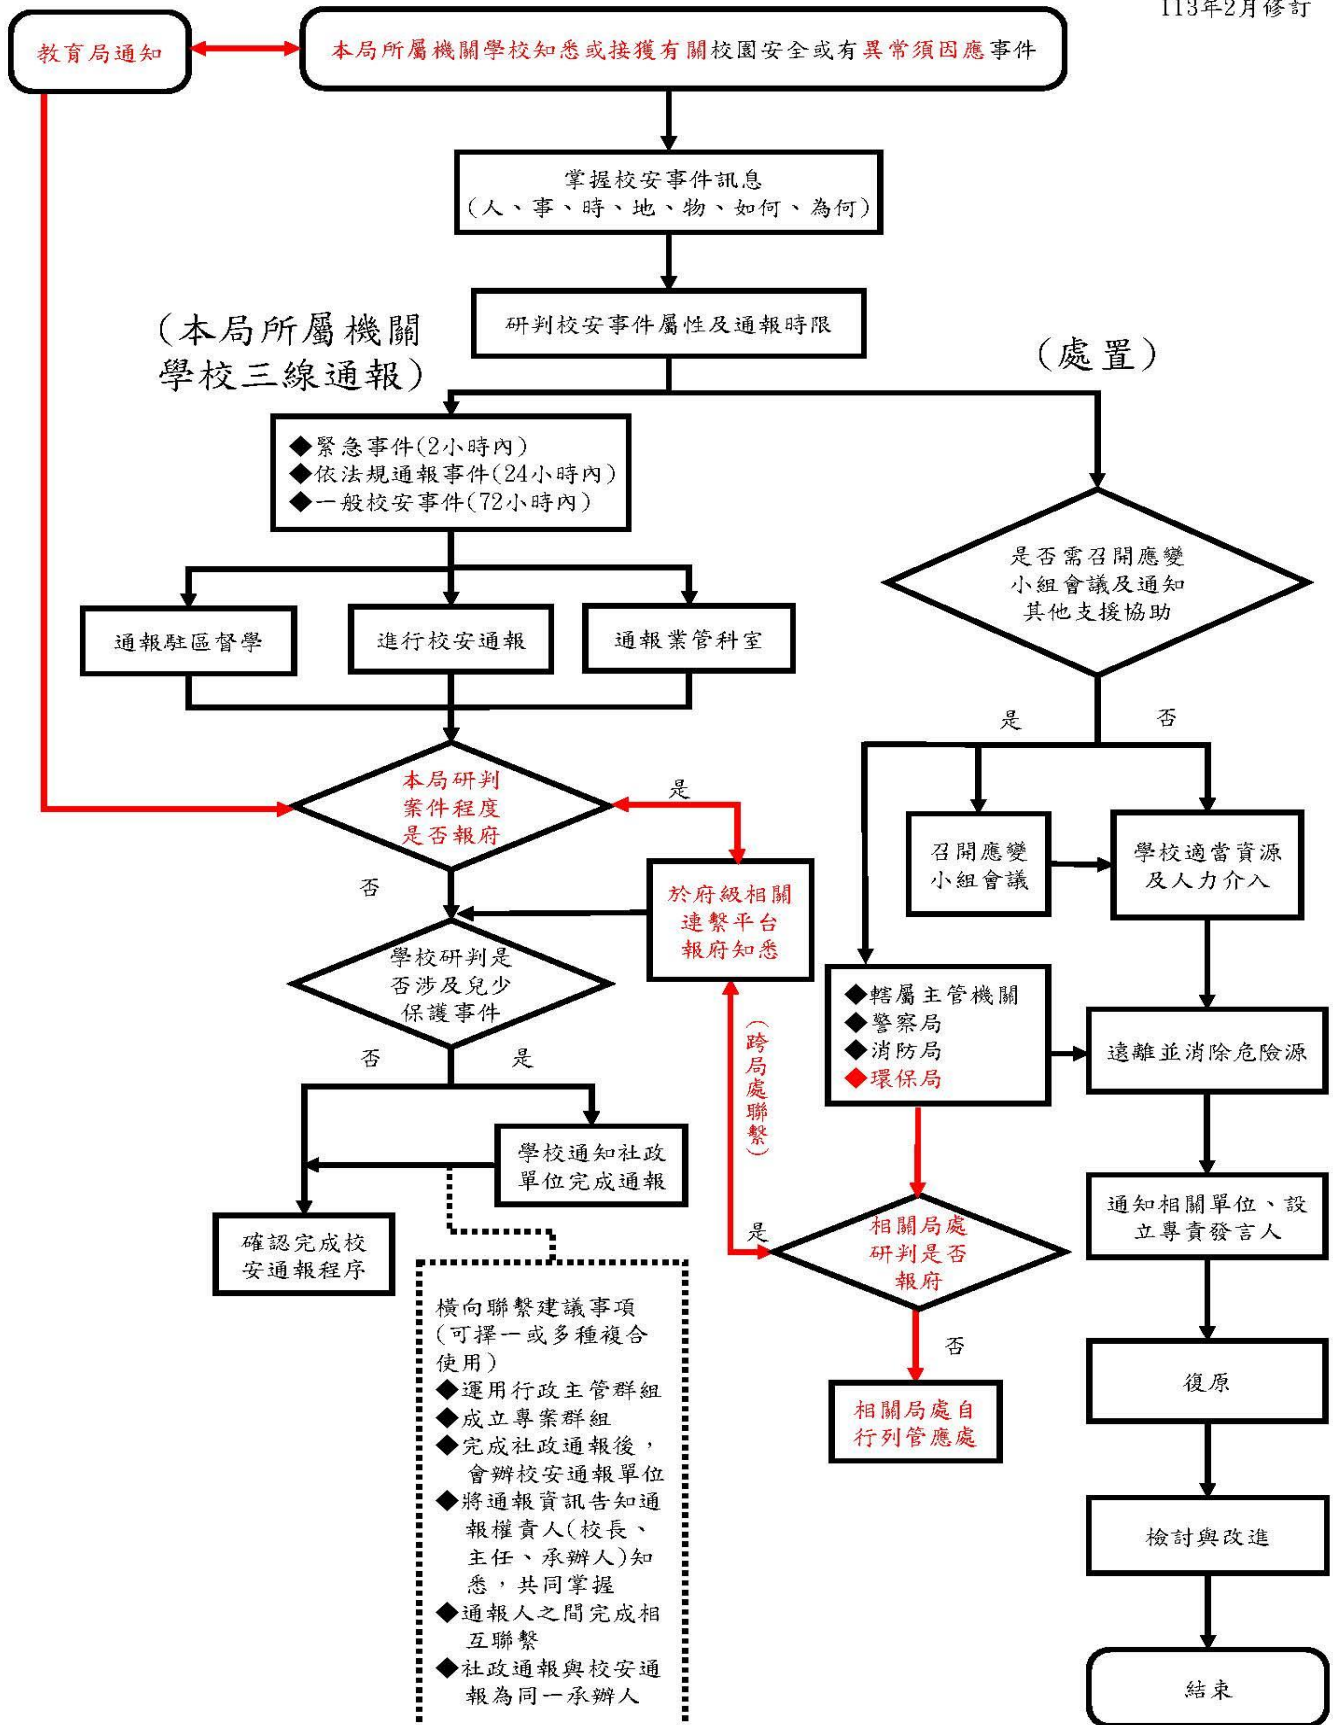 113年2月修訂
教育局通知
本局所屬機關學校知悉或接獲有關校園安全或有異常須因應事件
掌握校安事件訊息
(人、事、時、地、物、如何、為何)
研判校安事件屬性及通報時限
(本局所屬機關
學校三線通報)
(處置)
◆緊急事件(2小時內)
◆依法規通報事件(24小時內)
◆一般校安事件(72小時內)
是否需召開應變
小組會議及通知
其他支援協助
通報駐區督學
進行校安通報
通報業管科室
是
否
本局研判
案件程度
是否報府
是
召開應變
小組會議
學校適當資源
及人力介入
否
於府級相關
連繫平台
報府知悉
學校研判是
否涉及兒少
保護事件
◆轄屬主管機關
◆警察局
◆消防局
◆環保局
遠離並消除危險源
(跨局處聯繫)
否
是
學校通知社政
單位完成通報
通知相關單位、設
立專責發言人
確認完成校
安通報程序
是
相關局處
研判是否
報府
否
橫向聯繫建議事項
(可擇一或多種複合
使用)
◆運用行政主管群組
◆成立專案群組
◆完成社政通報後，
會辦校安通報單位
◆將通報資訊告知通
報權責人(校長、
主任、承辦人)知
悉，共同掌握
◆通報人之間完成相
互聯繫
◆社政通報與校安通
報為同一承辦人
相關局處自
行列管應處
復原
檢討與改進
結束